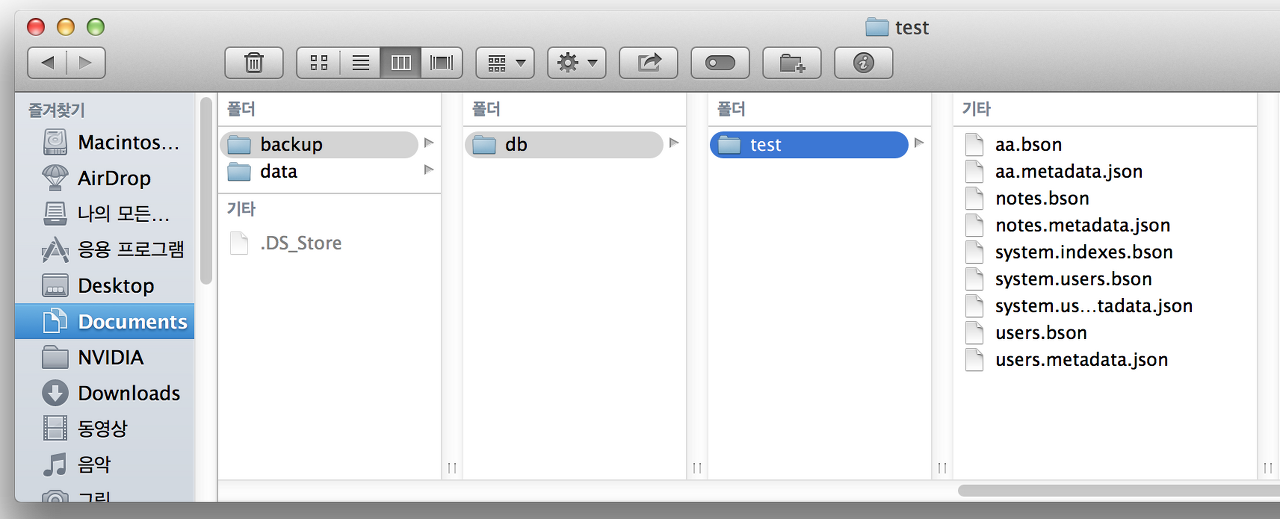 test
즐겨찾기
Macintos...
AirDrop
나의 모든...
응용 프로그램
Desktop
Documents
NVIDIA
Downloads
동영상
음악
그림
폴더
backup
data
기타
.DS_Store
폴더
db
폴더
test
기타
aa.bson
aa.metadata.json
notes.bson
notes.metadata.json
system.indexes.bson
system.users.bson
system.us...tadata.json
users.bson
users.metadata.json